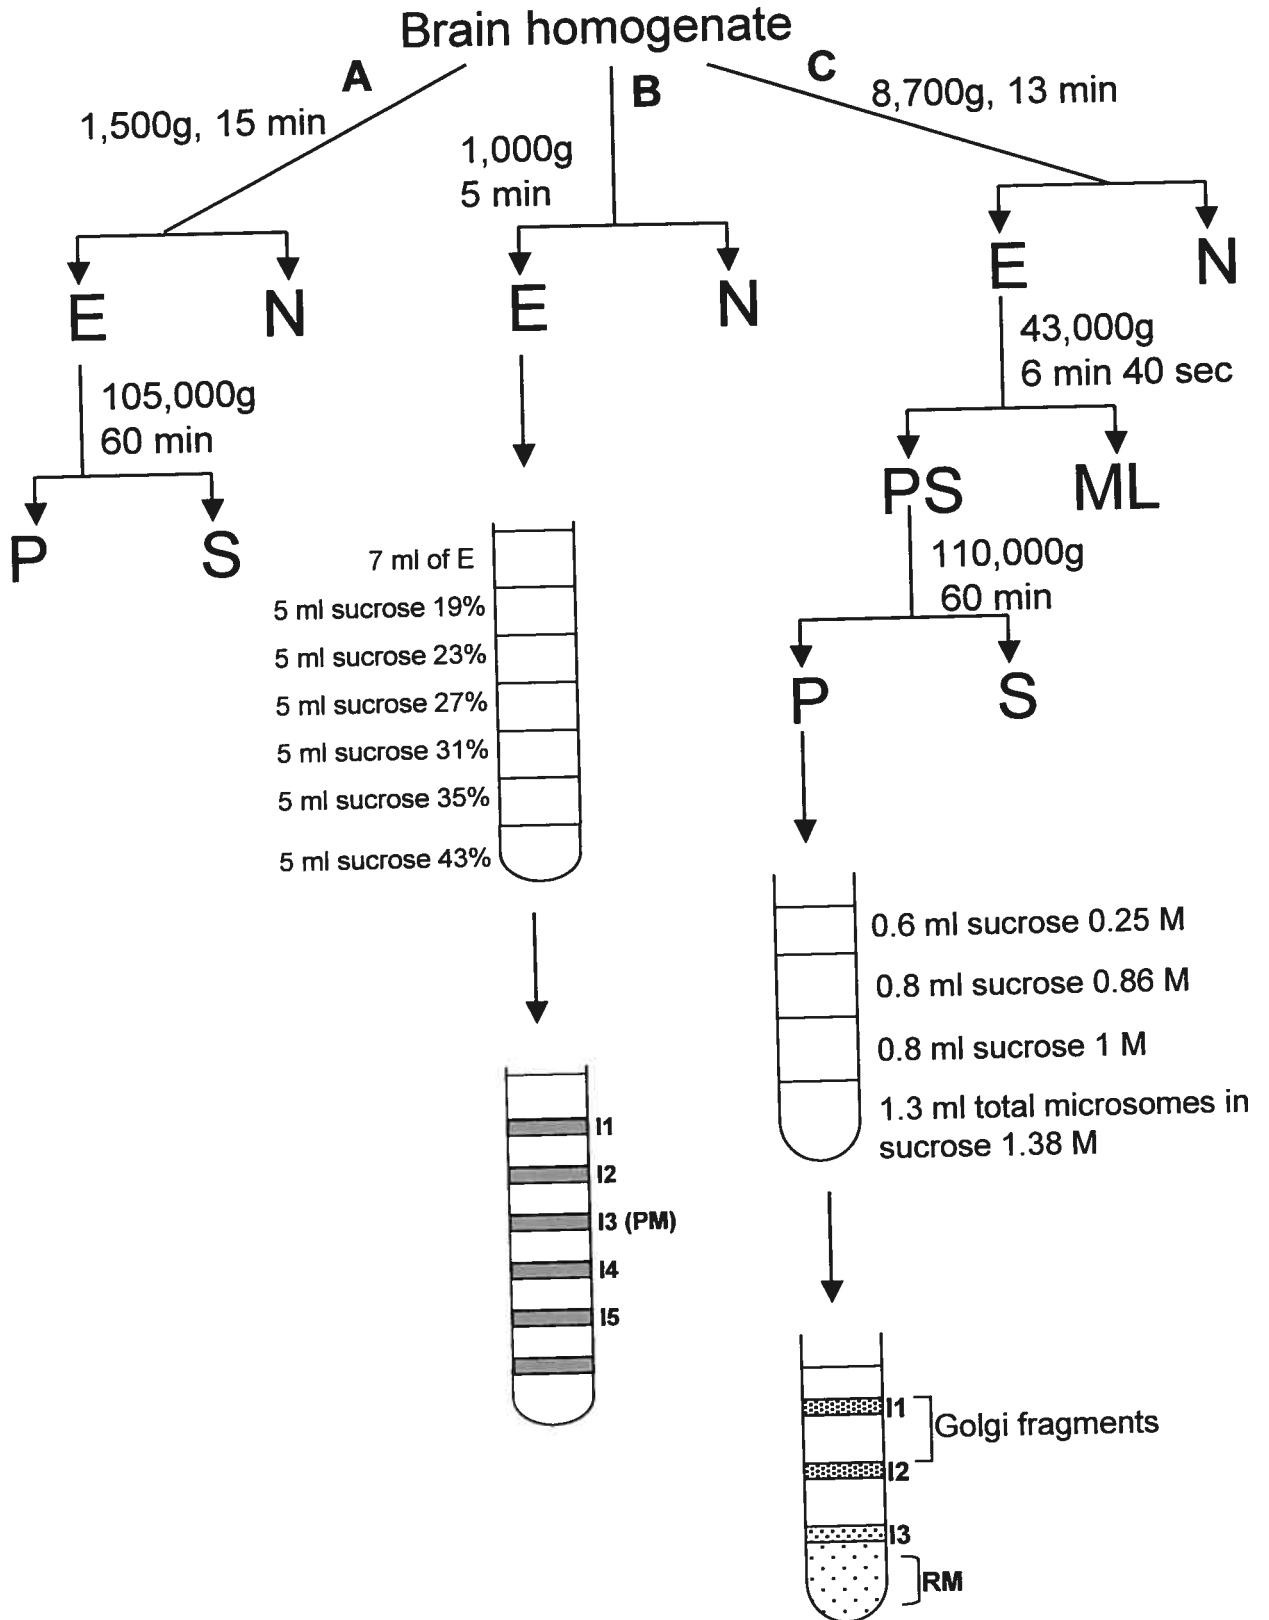 Brain homogenate
A
1,500g, 15 min
E
N
105,000g
60 min
P
S
B
1,000g
5 min
E
N
7 ml of E
5 ml sucrose 19%
5 ml sucrose 23%
5 ml sucrose 27%
5 ml sucrose 31%
5 ml sucrose 35%
5 ml sucrose 43%
I1
I2
I3 (PM)
I4
I5
C
8,700g, 13 min
E
N
43,000g
6 min 40 sec
PS
ML
110,000g
60 min
P
S
0.6 ml sucrose 0.25 M
0.8 ml sucrose 0.86 M
0.8 ml sucrose 1 M
1.3 ml total microsomes in
sucrose 1.38 M
I1
Golgi fragments
I2
I3
RM